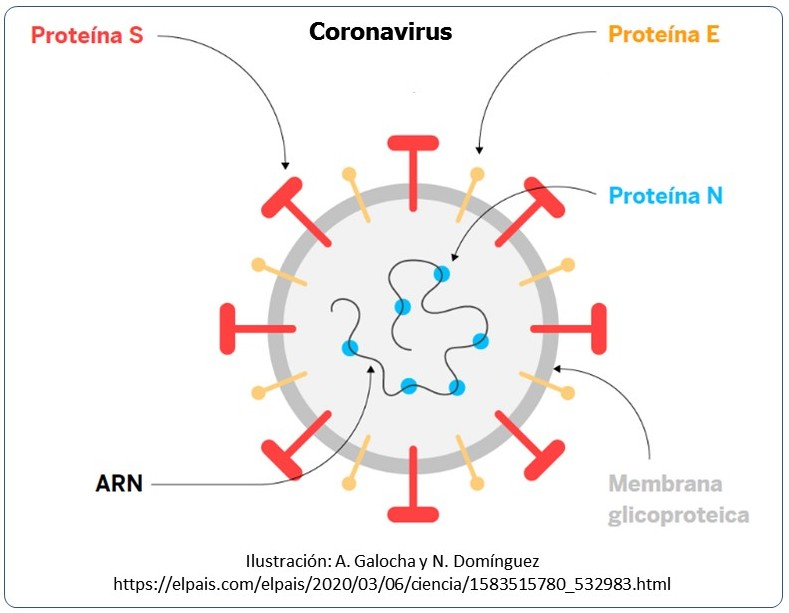 Coronavirus
Proteína S
Proteína E
Proteína N
ARN
Membrana
glicoproteica
Ilustración: A. Galocha y N. Domínguez
https://elpais.com/elpais/2020/03/06/ciencia/1583515780_532983.html